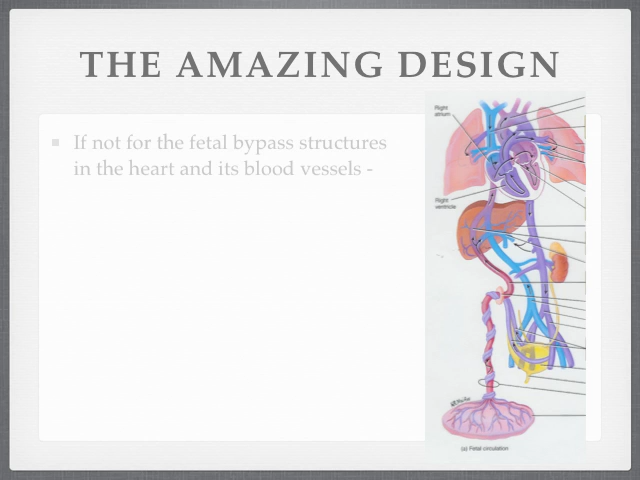 THE AMAZING DESIGN
If not for the fetal bypass structures
in the heart and its blood vessels -
Right
atrium
Right
ventricle
(a) Fetal circulation